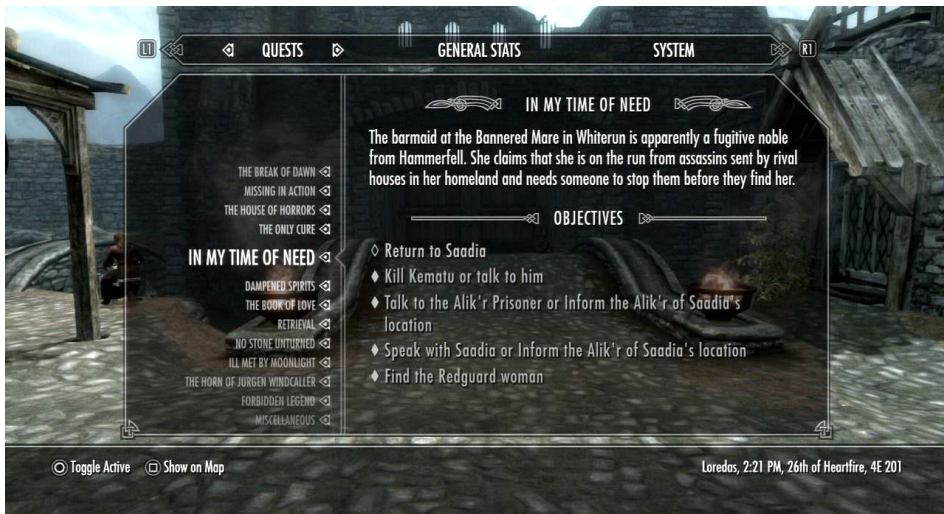 L1 QUESTS GENERAL STATS SYSTEM R1
IN MY TIME OF NEED
The barmaid at the Bannered Mare in Whiterun is apparently a fugitive noble
from Hammerfell. She claims that she is on the run from assassins sent by rival
houses in her homeland and needs someone to stop them before they find her.
OBJECTIVES
Return to Saadia
Kill Kematu or talk to him
Talk to the Alik'r Prisoner or Inform the Alik'r of Saadia's
location
Speak with Saadia or Inform the Alik'r of Saadia's location
Find the Redguard woman
THE BREAK OF DAWN
MISSING IN ACTION
THE HOUSE OF HORRORS
THE ONLY CURE
IN MY TIME OF NEED
DAMPENED SPIRITS
THE BOOK OF LOVE
RETRIEVAL
NO STONE UNTURNED
ILL MET BY MOONLIGHT
THE HORN OF JURGEN WINDCALLER
FORBIDDEN LEGEND
MISCELLANEOUS
Toggle Active Show on Map Loredas, 2:21 PM, 26th of Heartfire, 4E 201